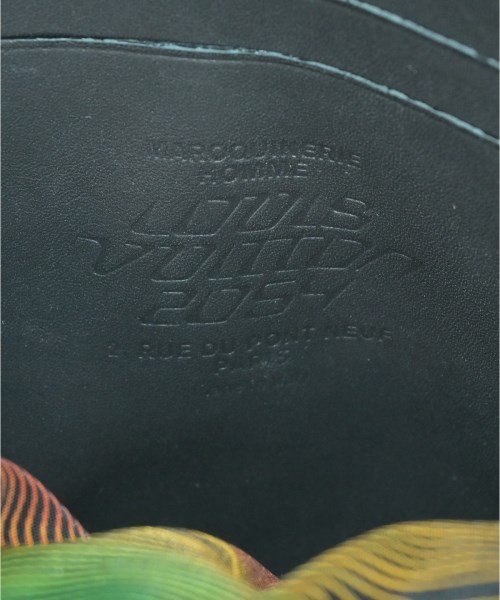 MAROQUINERIE
HOMME
LOUIS
VUITTON
2054
2, RUE DU PONT NEUF
PARIS